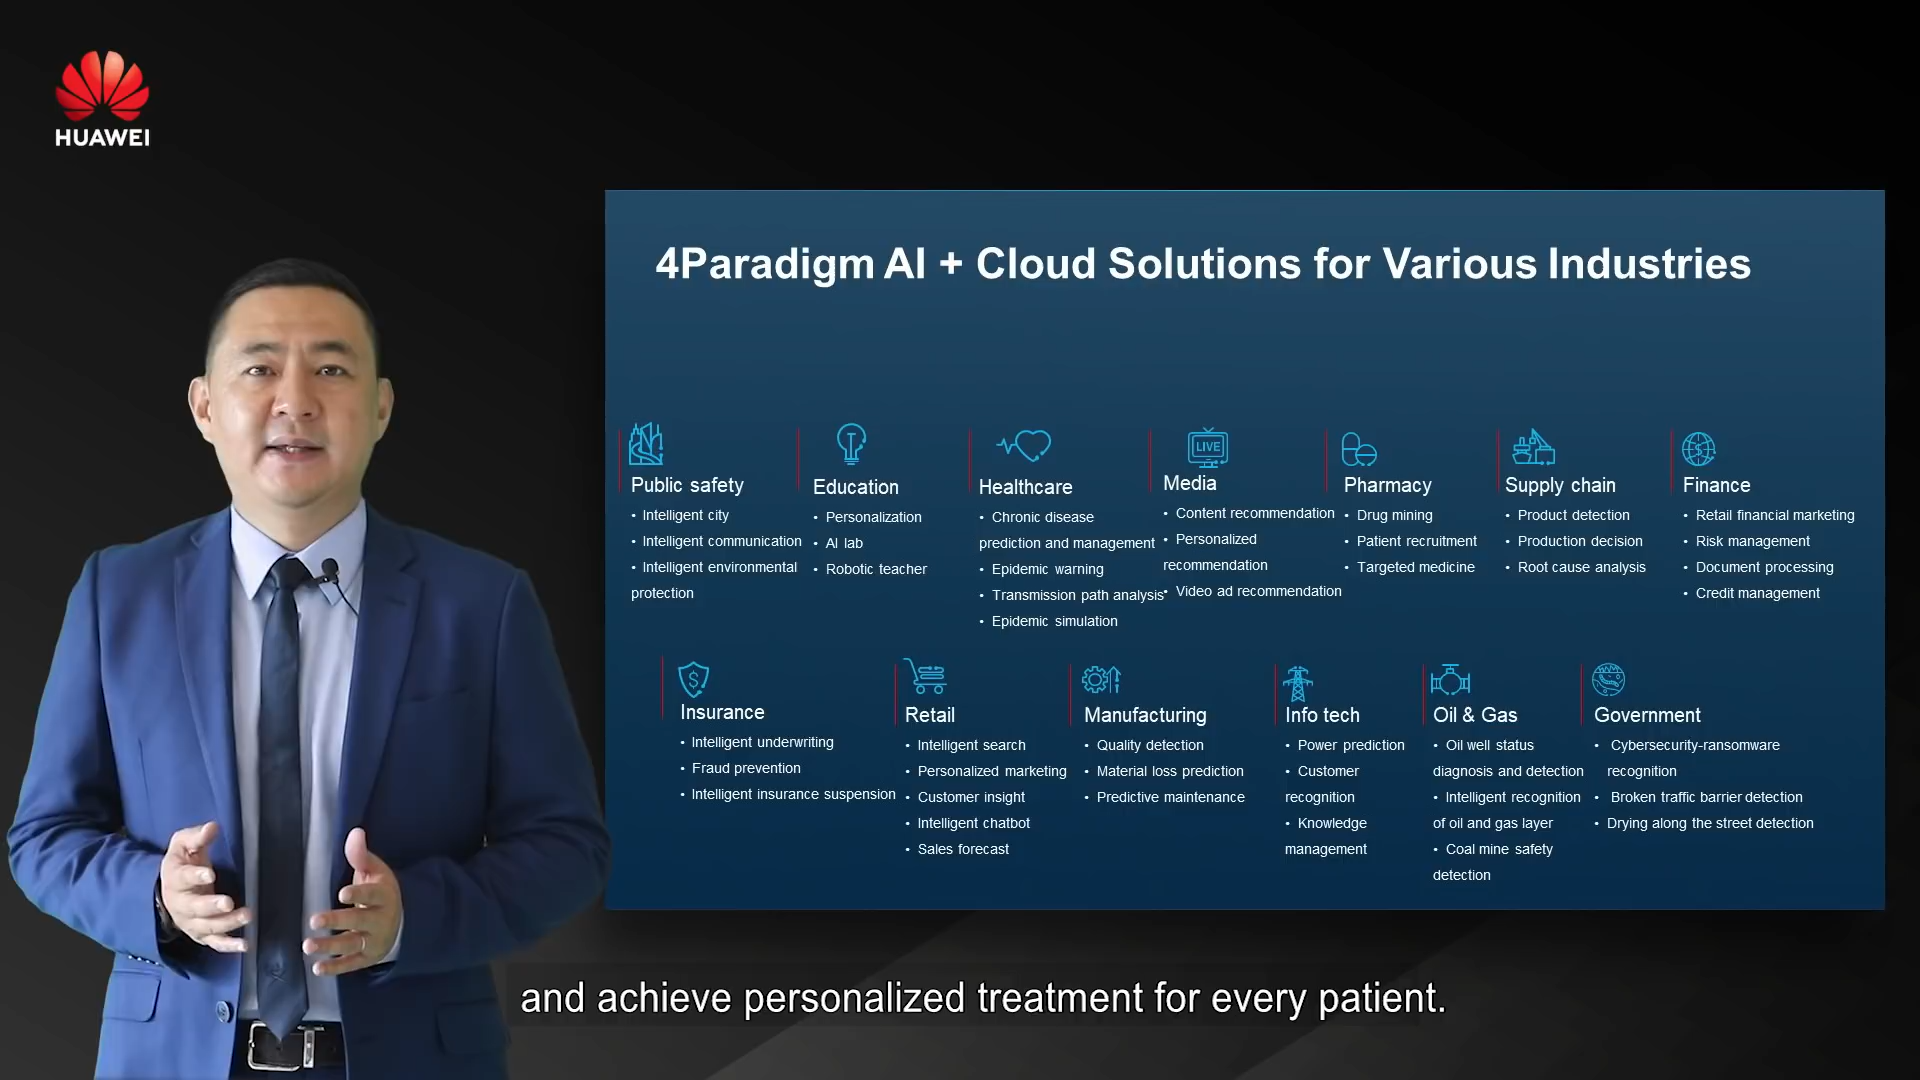 HUAWEI
4Paradigm AI + Cloud Solutions for Various Industries
Public safety
• Intelligent city
• Intelligent communication
• Intelligent environmental
protection
Education
• Personalization
• AI lab
• Robotic teacher
Healthcare
• Chronic disease
prediction and management
• Epidemic warning
• Transmission path analysis
• Epidemic simulation
LIVE
Media
• Content recommendation
• Personalized
recommendation
• Video ad recommendation
Pharmacy
• Drug mining
• Patient recruitment
• Targeted medicine
Supply chain
• Product detection
• Production decision
• Root cause analysis
Finance
• Retail financial marketing
• Risk management
• Document processing
• Credit management
Insurance
• Intelligent underwriting
• Fraud prevention
• Intelligent insurance suspension
Retail
• Intelligent search
• Personalized marketing
• Customer insight
• Intelligent chatbot
• Sales forecast
Manufacturing
• Quality detection
• Material loss prediction
• Predictive maintenance
Info tech
• Power prediction
• Customer
recognition
• Knowledge
management
Oil & Gas
• Oil well status
diagnosis and detection
• Intelligent recognition
of oil and gas layer
• Coal mine safety
detection
Government
• Cybersecurity-ransomware
recognition
• Broken traffic barrier detection
• Drying along the street detection
and achieve personalized treatment for every patient.